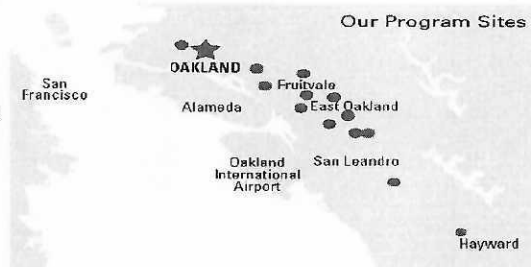 Our Program Sites
OAKLAND
San
Francisco
Fruitvale
Alameda
East Oakland
Oakland
International
Airport
San Leandro
Hayward